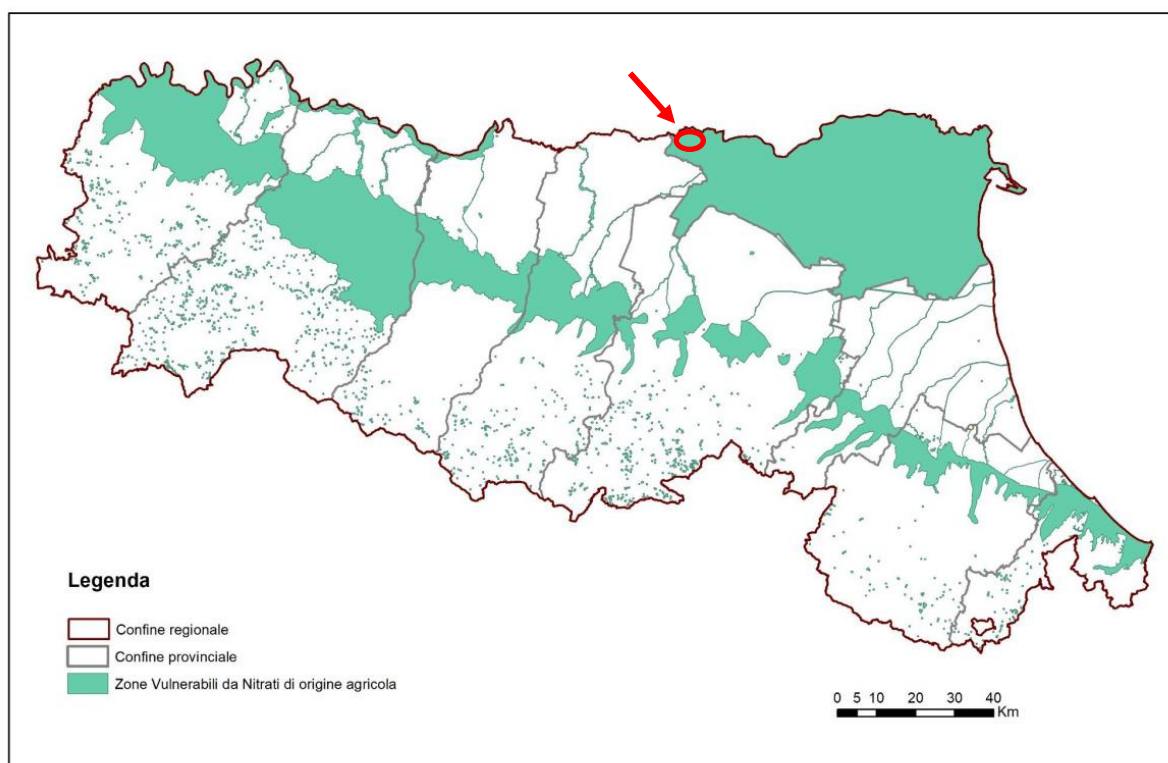 Legenda
Confine regionale
Confine provinciale
Zone Vulnerabili da Nitrati di origine agricola
0 5 10 20 30 40
Km